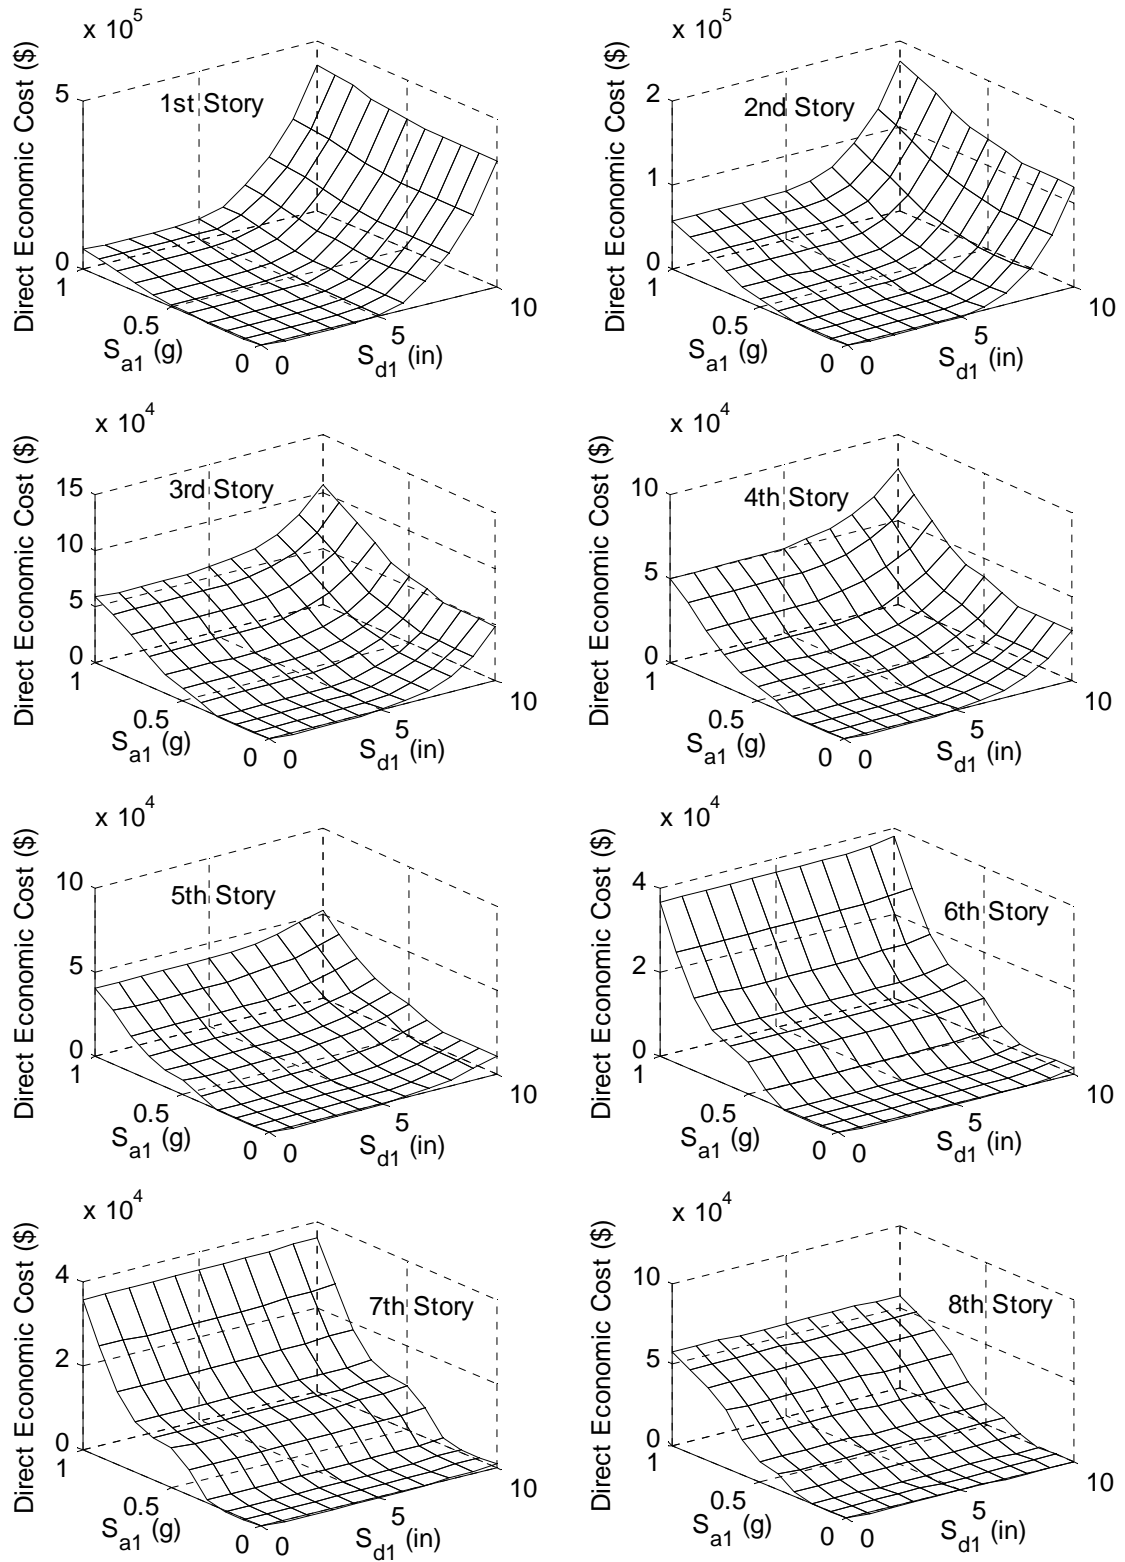 x 10^5
Direct Economic Cost ($)
5
0
1st Story
1
0.5
0
S_a1 (g)
0
5
10
S_d1 (in)
x 10^5
Direct Economic Cost ($)
2
1
0
2nd Story
1
0.5
0
S_a1 (g)
0
5
10
S_d1 (in)
x 10^4
Direct Economic Cost ($)
15
10
5
0
3rd Story
1
0.5
0
S_a1 (g)
0
5
10
S_d1 (in)
x 10^4
Direct Economic Cost ($)
10
5
0
4th Story
1
0.5
0
S_a1 (g)
0
5
10
S_d1 (in)
x 10^4
Direct Economic Cost ($)
10
5
0
5th Story
1
0.5
0
S_a1 (g)
0
5
10
S_d1 (in)
x 10^4
Direct Economic Cost ($)
4
2
0
6th Story
1
0.5
0
S_a1 (g)
0
5
10
S_d1 (in)
x 10^4
Direct Economic Cost ($)
4
2
0
7th Story
1
0.5
0
S_a1 (g)
0
5
10
S_d1 (in)
x 10^4
Direct Economic Cost ($)
10
5
0
8th Story
1
0.5
0
S_a1 (g)
0
5
10
S_d1 (in)